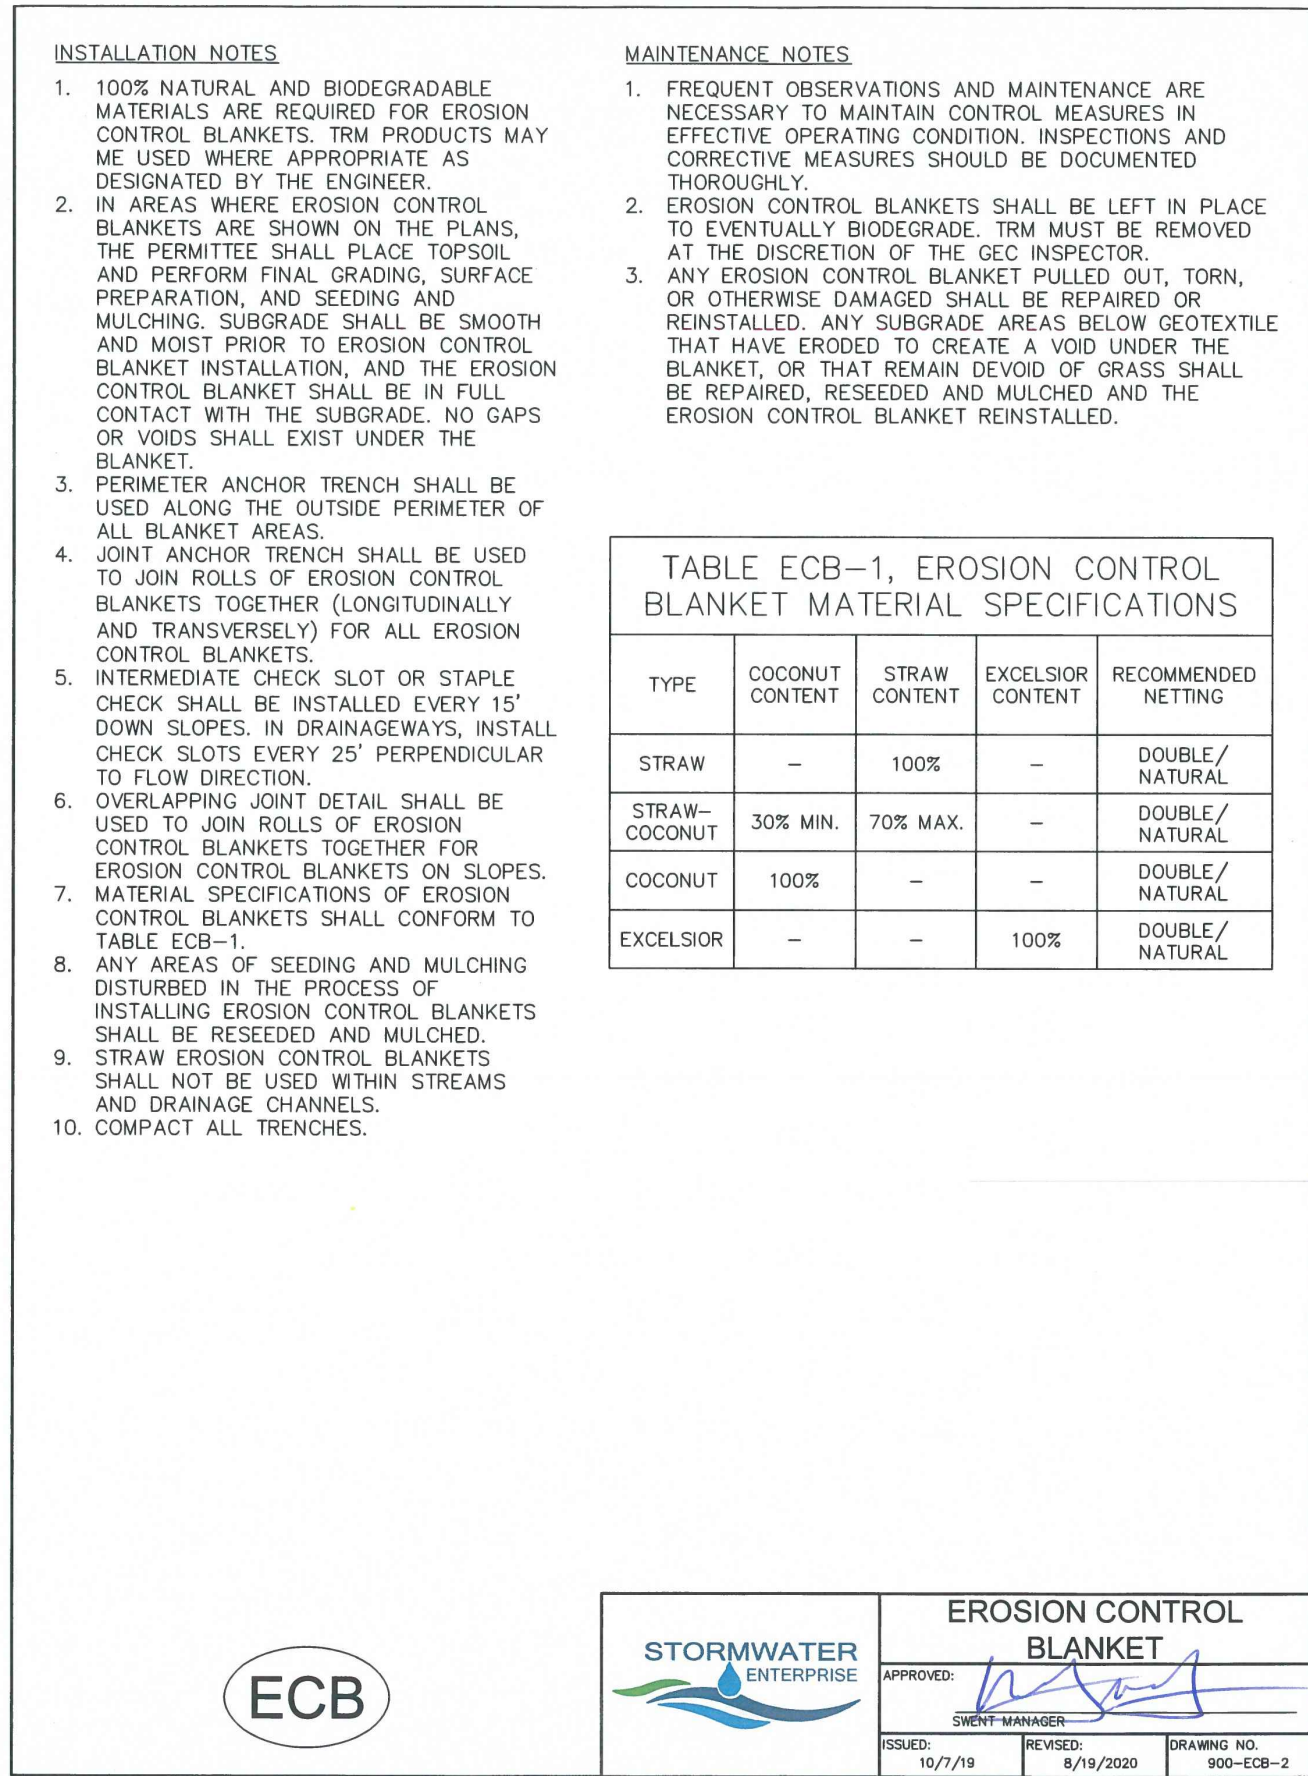 INSTALLATION NOTES
1. 100% NATURAL AND BIODEGRADABLE
MATERIALS ARE REQUIRED FOR EROSION
CONTROL BLANKETS. TRM PRODUCTS MAY
ME USED WHERE APPROPRIATE AS
DESIGNATED BY THE ENGINEER.
2. IN AREAS WHERE EROSION CONTROL
BLANKETS ARE SHOWN ON THE PLANS,
THE PERMITTEE SHALL PLACE TOPSOIL
AND PERFORM FINAL GRADING, SURFACE
PREPARATION, AND SEEDING AND
MULCHING. SUBGRADE SHALL BE SMOOTH
AND MOIST PRIOR TO EROSION CONTROL
BLANKET INSTALLATION, AND THE EROSION
CONTROL BLANKET SHALL BE IN FULL
CONTACT WITH THE SUBGRADE. NO GAPS
OR VOIDS SHALL EXIST UNDER THE
BLANKET.
3. PERIMETER ANCHOR TRENCH SHALL BE
USED ALONG THE OUTSIDE PERIMETER OF
ALL BLANKET AREAS.
4. JOINT ANCHOR TRENCH SHALL BE USED
TO JOIN ROLLS OF EROSION CONTROL
BLANKETS TOGETHER (LONGITUDINALLY
AND TRANSVERSELY) FOR ALL EROSION
CONTROL BLANKETS.
5. INTERMEDIATE CHECK SLOT OR STAPLE
CHECK SHALL BE INSTALLED EVERY 15'
DOWN SLOPES. IN DRAINAGEWAYS, INSTALL
CHECK SLOTS EVERY 25' PERPENDICULAR
TO FLOW DIRECTION.
6. OVERLAPPING JOINT DETAIL SHALL BE
USED TO JOIN ROLLS OF EROSION
CONTROL BLANKETS TOGETHER FOR
EROSION CONTROL BLANKETS ON SLOPES.
7. MATERIAL SPECIFICATIONS OF EROSION
CONTROL BLANKETS SHALL CONFORM TO
TABLE ECB–1.
8. ANY AREAS OF SEEDING AND MULCHING
DISTURBED IN THE PROCESS OF
INSTALLING EROSION CONTROL BLANKETS
SHALL BE RESEEDED AND MULCHED.
9. STRAW EROSION CONTROL BLANKETS
SHALL NOT BE USED WITHIN STREAMS
AND DRAINAGE CHANNELS.
10. COMPACT ALL TRENCHES.
MAINTENANCE NOTES
1. FREQUENT OBSERVATIONS AND MAINTENANCE ARE
NECESSARY TO MAINTAIN CONTROL MEASURES IN
EFFECTIVE OPERATING CONDITION. INSPECTIONS AND
CORRECTIVE MEASURES SHOULD BE DOCUMENTED
THOROUGHLY.
2. EROSION CONTROL BLANKETS SHALL BE LEFT IN PLACE
TO EVENTUALLY BIODEGRADE. TRM MUST BE REMOVED
AT THE DISCRETION OF THE GEC INSPECTOR.
3. ANY EROSION CONTROL BLANKET PULLED OUT, TORN,
OR OTHERWISE DAMAGED SHALL BE REPAIRED OR
REINSTALLED. ANY SUBGRADE AREAS BELOW GEOTEXTILE
THAT HAVE ERODED TO CREATE A VOID UNDER THE
BLANKET, OR THAT REMAIN DEVOID OF GRASS SHALL
BE REPAIRED, RESEEDED AND MULCHED AND THE
EROSION CONTROL BLANKET REINSTALLED.
TABLE ECB–1, EROSION CONTROL
BLANKET MATERIAL SPECIFICATIONS
TYPE COCONUT CONTENT STRAW CONTENT EXCELSIOR CONTENT RECOMMENDED NETTING
STRAW – 100% – DOUBLE/ NATURAL
STRAW– COCONUT 30% MIN. 70% MAX. – DOUBLE/ NATURAL
COCONUT 100% – – DOUBLE/ NATURAL
EXCELSIOR – – 100% DOUBLE/ NATURAL
ECB
STORMWATER
ENTERPRISE
EROSION CONTROL
BLANKET
APPROVED:
SWENT MANAGER
ISSUED: REVISED: DRAWING NO.
10/7/19 8/19/2020 900–ECB–2